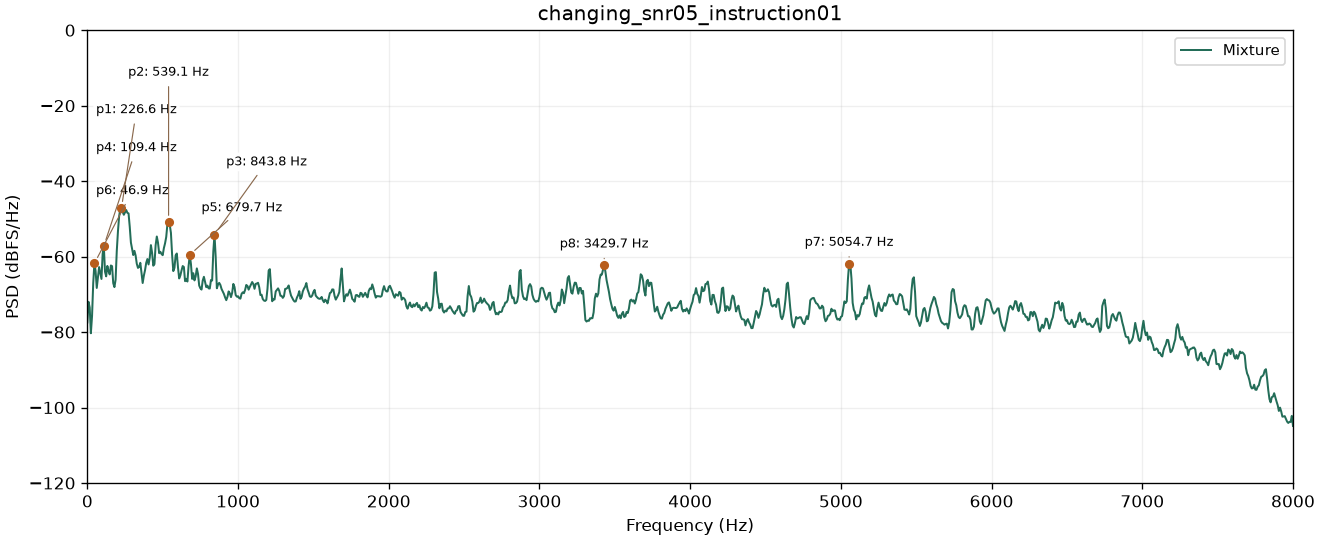 changing_snr05_instruction01
Mixture
p2: 539.1 Hz
p1: 226.6 Hz
p4: 109.4 Hz
p3: 843.8 Hz
p6: 46.9 Hz
p5: 679.7 Hz
p8: 3429.7 Hz
p7: 5054.7 Hz
PSD (dBFS/Hz)
0
−20
−40
−60
−80
−100
−120
0 1000 2000 3000 4000 5000 6000 7000 8000
Frequency (Hz)